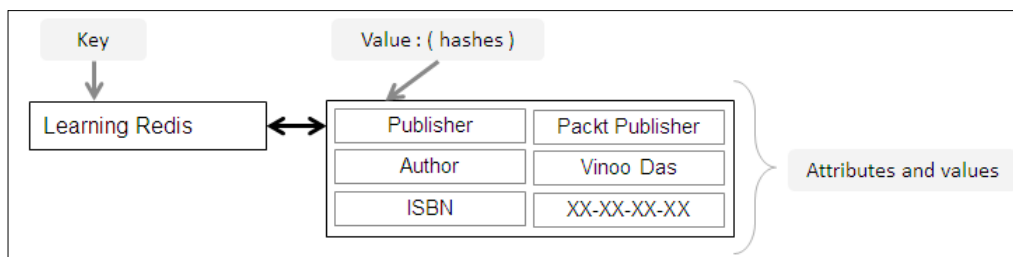 Key
Value : ( hashes )
Learning Redis
Publisher
Packt Publisher
Author
Vinoo Das
ISBN
XX-XX-XX-XX
Attributes and values